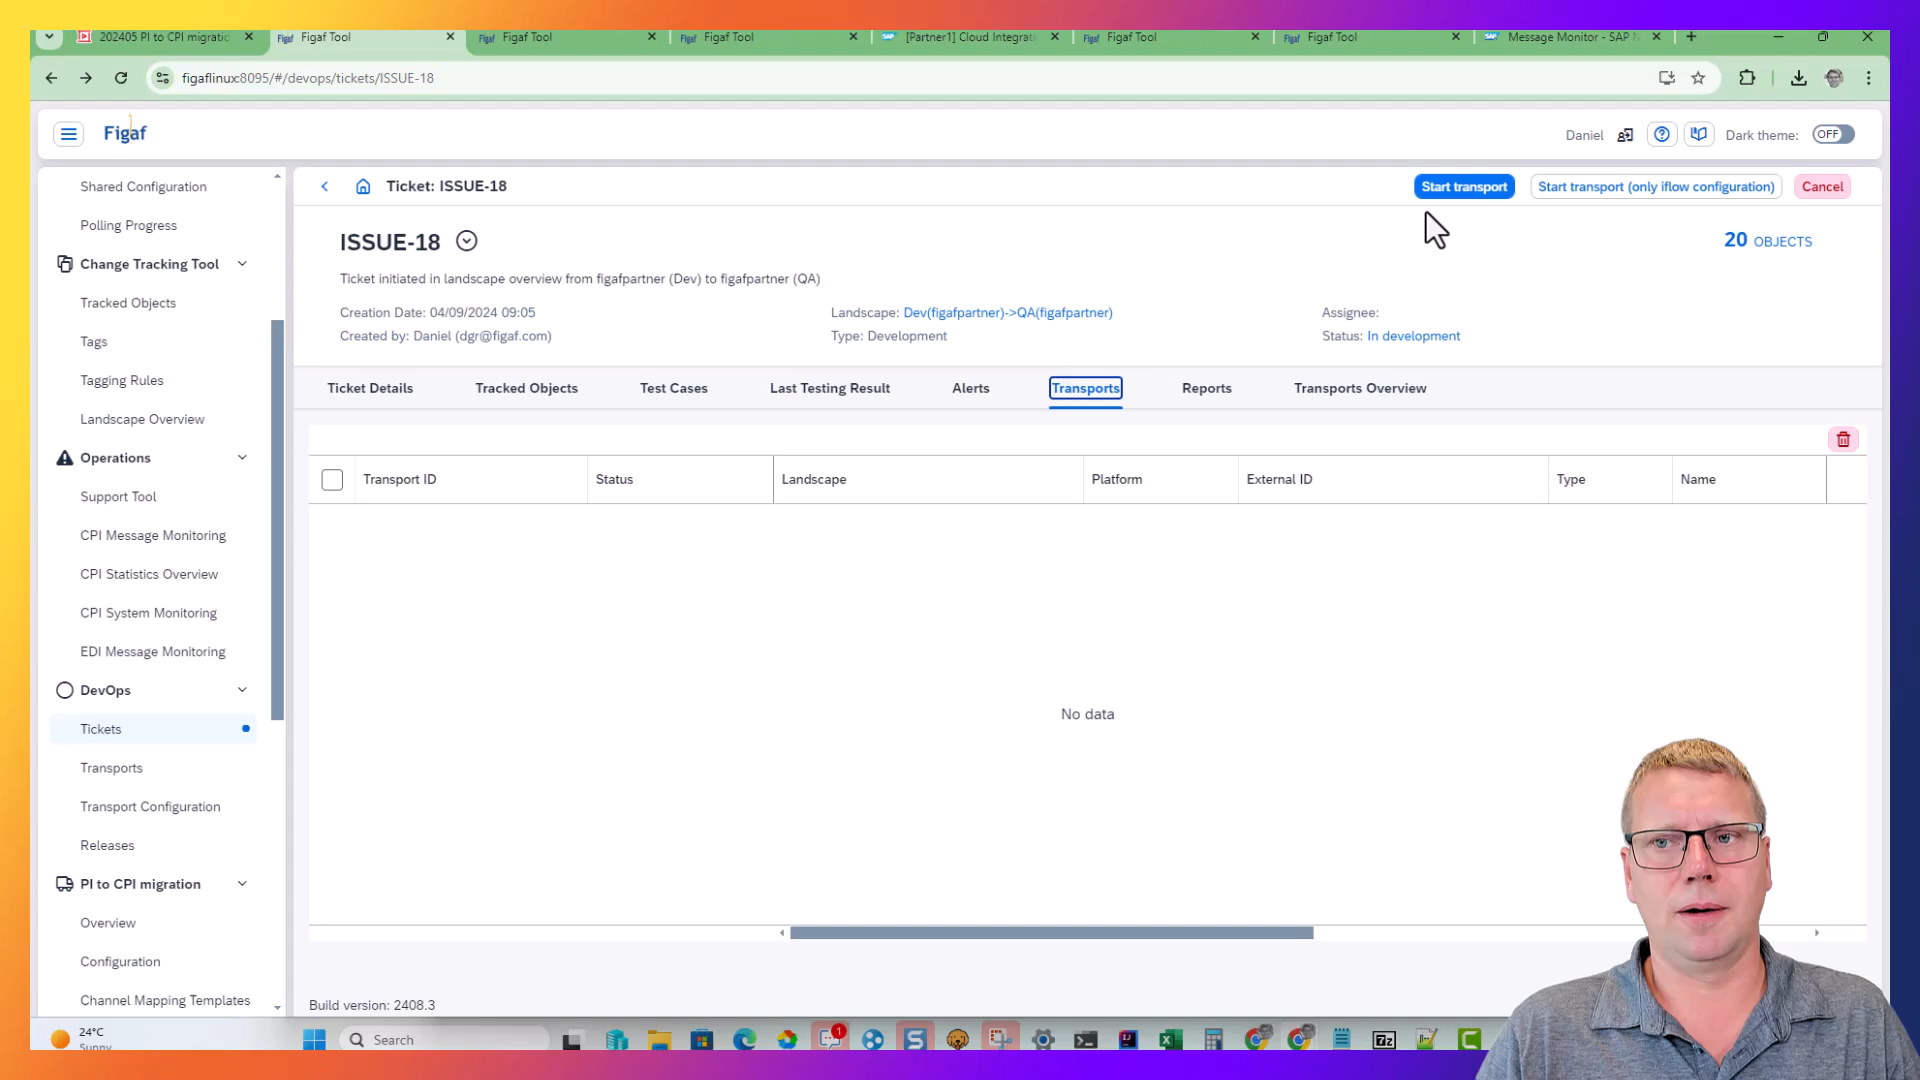 202405 PI to CPI migratic
Figaf Tool
Figaf Tool
Figaf Tool
[Partner1] Cloud Integrati
Figaf Tool
Figaf Tool
Message Monitor - SAP N
figaflinux:8095/#/devops/tickets/ISSUE-18
Figaf
Daniel
Dark theme:
OFF
Shared Configuration
Polling Progress
Change Tracking Tool
Tracked Objects
Tags
Tagging Rules
Landscape Overview
Operations
Support Tool
CPI Message Monitoring
CPI Statistics Overview
CPI System Monitoring
EDI Message Monitoring
DevOps
Tickets
Transports
Transport Configuration
Releases
PI to CPI migration
Overview
Configuration
Channel Mapping Templates
Ticket: ISSUE-18
Start transport
Start transport (only iflow configuration)
Cancel
ISSUE-18
20 OBJECTS
Ticket initiated in landscape overview from figafpartner (Dev) to figafpartner (QA)
Creation Date: 04/09/2024 09:05
Landscape: Dev(figafpartner)->QA(figafpartner)
Assignee:
Created by: Daniel (dgr@figaf.com)
Type: Development
Status: In development
Ticket Details
Tracked Objects
Test Cases
Last Testing Result
Alerts
Transports
Reports
Transports Overview
Transport ID
Status
Landscape
Platform
External ID
Type
Name
No data
Build version: 2408.3
24°C
Sunny
Search
1
7z